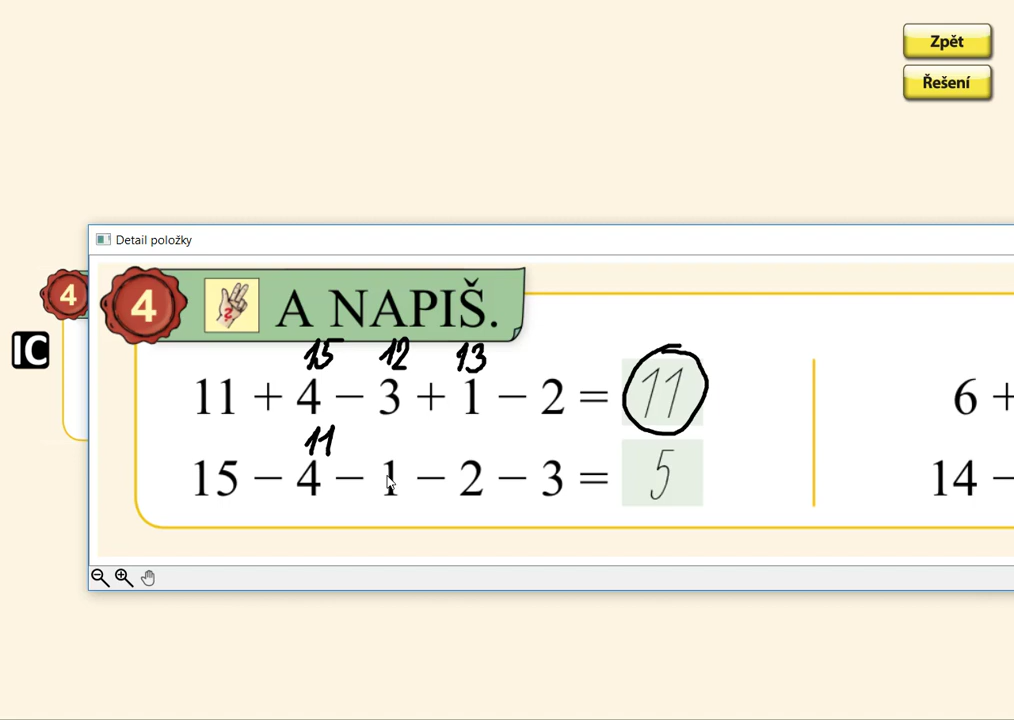 Zpět
Řešení
Detail položky
4
4 2 A NAPIŠ.
IC
15 12 13
11 + 4 − 3 + 1 − 2 = 11
6 +
11
15 − 4 − 1 − 2 − 3 = 5
14 −